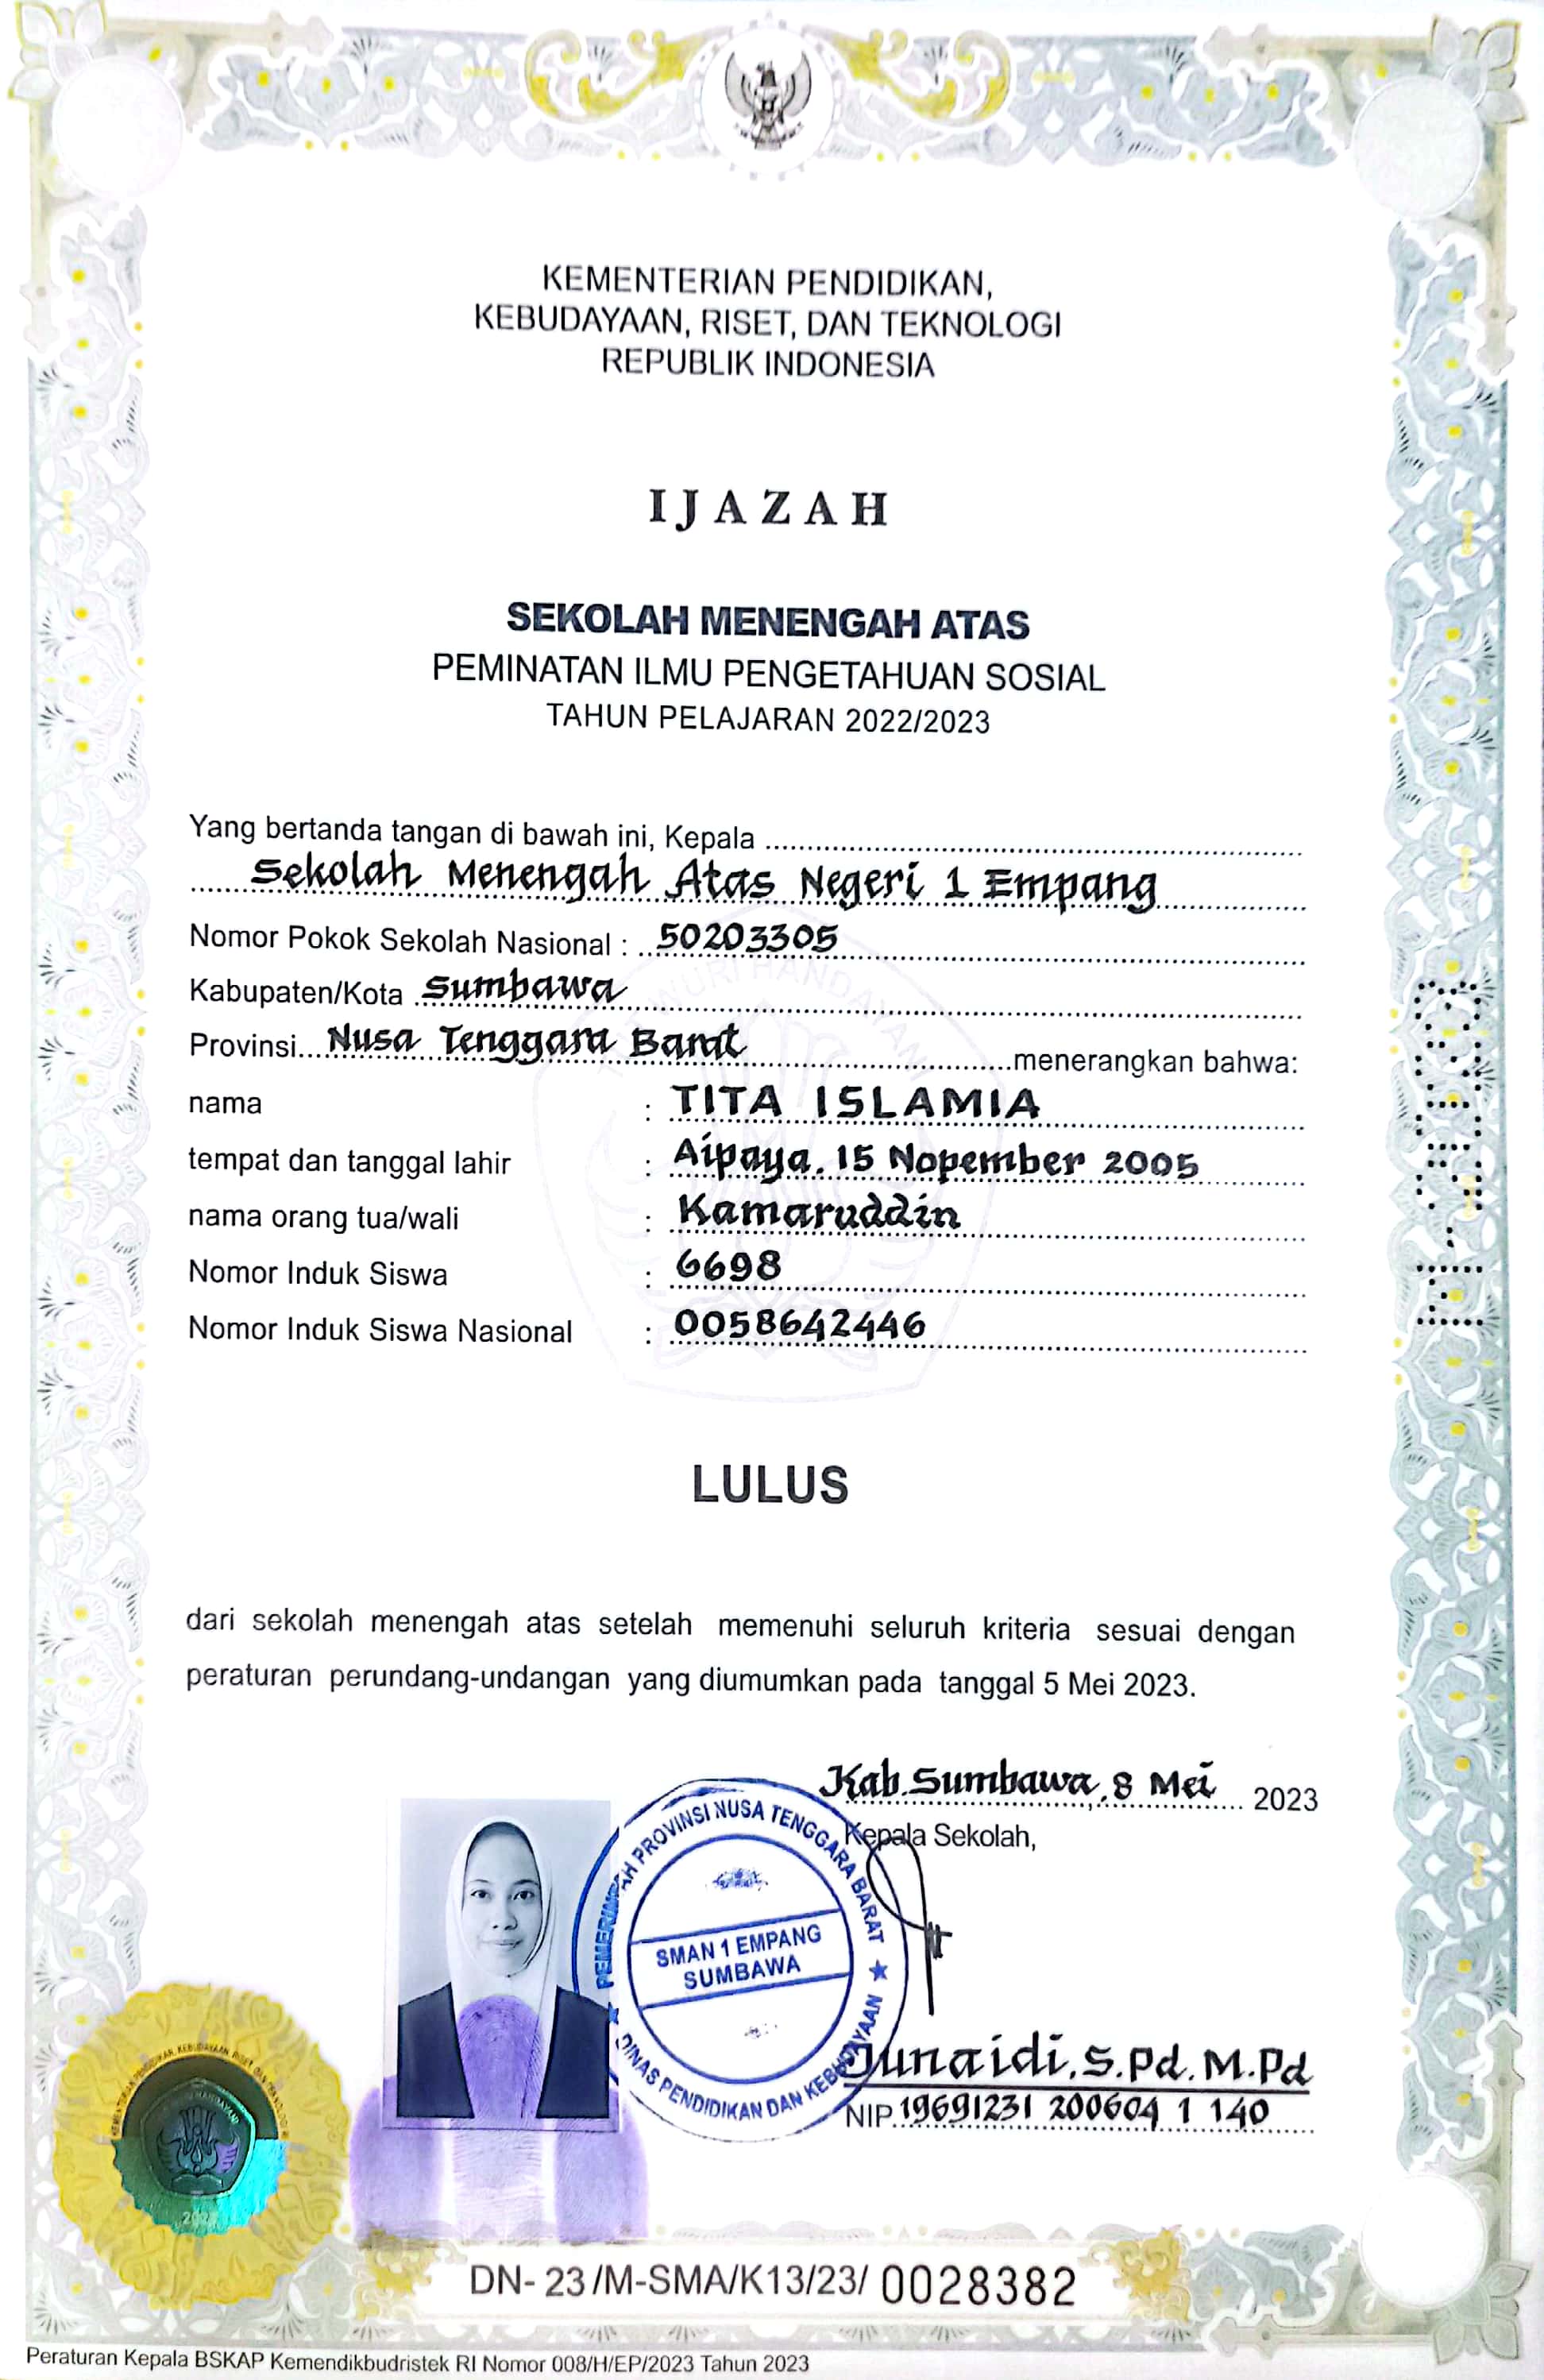 KEMENTERIAN PENDIDIKAN,
KEBUDAYAAN, RISET, DAN TEKNOLOGI
REPUBLIK INDONESIA
IJAZAH
SEKOLAH MENENGAH ATAS
PEMINATAN ILMU PENGETAHUAN SOSIAL
TAHUN PELAJARAN 2022/2023
Yang bertanda tangan di bawah ini, Kepala
Sekolah Menengah Atas Negeri 1 Empang
Nomor Pokok Sekolah Nasional : 50203305
Kabupaten/Kota Sumbawa
Provinsi Nusa Tenggara Barat menerangkan bahwa:
nama : TITA ISLAMIA
tempat dan tanggal lahir : Aipaya, 15 Nopember 2005
nama orang tua/wali : Kamaruddin
Nomor Induk Siswa : 6698
Nomor Induk Siswa Nasional : 0058642446
LULUS
dari sekolah menengah atas setelah memenuhi seluruh kriteria sesuai dengan
peraturan perundang-undangan yang diumumkan pada tanggal 5 Mei 2023.
Kab.Sumbawa, 8 Mei 2023
Kepala Sekolah,
PEMERINTAH PROVINSI NUSA TENGGARA BARAT
SMAN 1 EMPANG
SUMBAWA
DINAS PENDIDIKAN DAN KEBUDAYAAN
Junaidi, S.Pd. M.Pd
NIP 19691231 200604 1 140
DN- 23 /M-SMA/K13/23/ 0028382
Peraturan Kepala BSKAP Kemendikbudristek RI Nomor 008/H/EP/2023 Tahun 2023